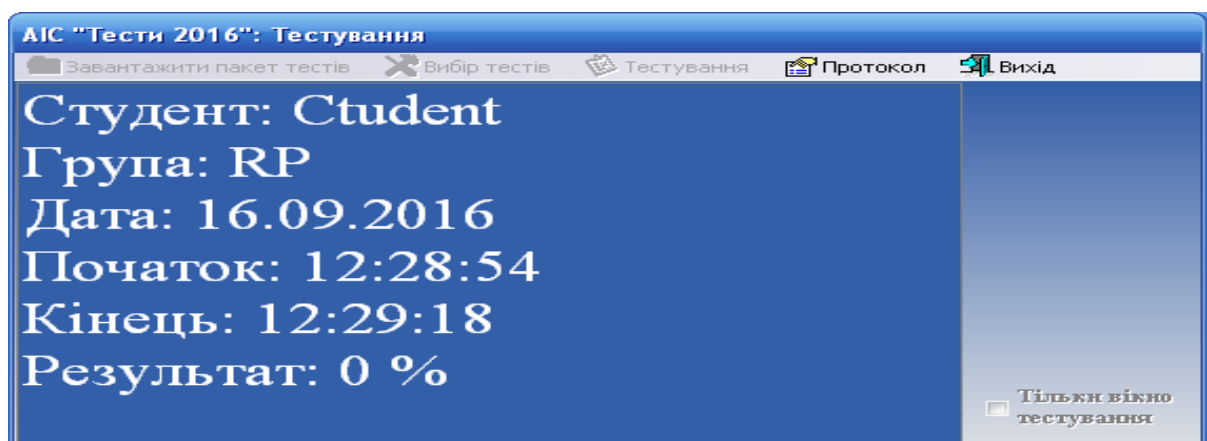 АІС "Тести 2016": Тестування
Завантажити пакет тестів Вибір тестів Тестування Протокол Вихід
Студент: Ctudent
Група: RP
Дата: 16.09.2016
Початок: 12:28:54
Кінець: 12:29:18
Результат: 0 %
Тільки вікно
тестування